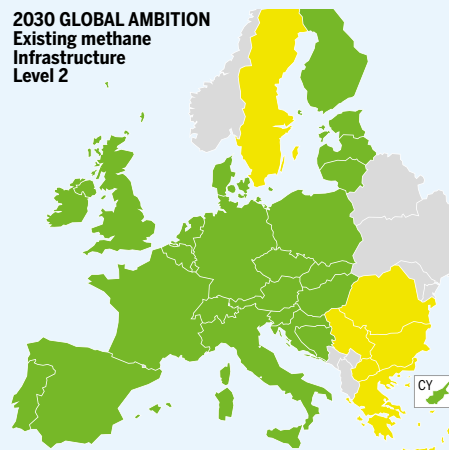 2030 GLOBAL AMBITION
Existing methane
Infrastructure
Level 2
CY